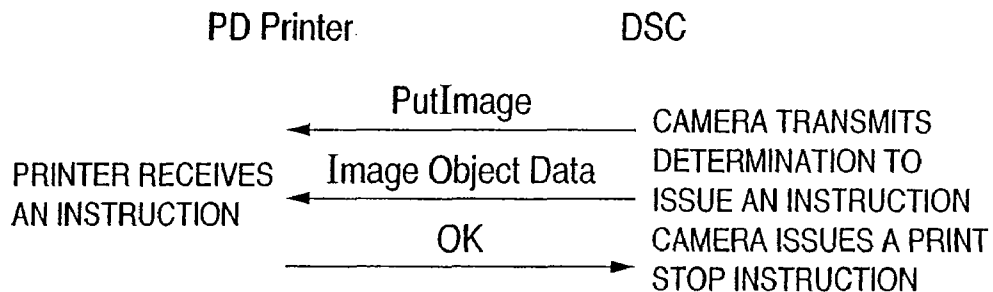 PD Printer DSC
PutImage
CAMERA TRANSMITS
DETERMINATION TO
ISSUE AN INSTRUCTION
PRINTER RECEIVES
AN INSTRUCTION
Image Object Data
OK
CAMERA ISSUES A PRINT
STOP INSTRUCTION